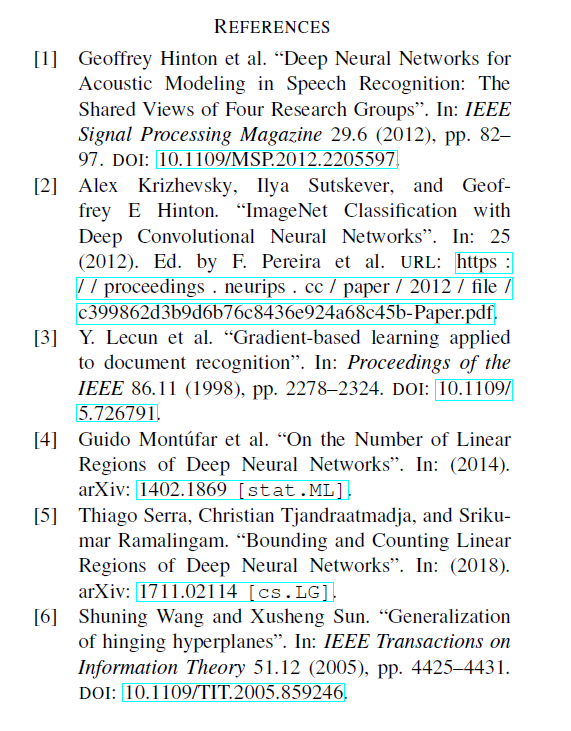 REFERENCES
[1] Geoffrey Hinton et al. “Deep Neural Networks for
Acoustic Modeling in Speech Recognition: The
Shared Views of Four Research Groups”. In: IEEE
Signal Processing Magazine 29.6 (2012), pp. 82–
97. DOI: 10.1109/MSP.2012.2205597.
[2] Alex Krizhevsky, Ilya Sutskever, and Geof-
frey E Hinton. “ImageNet Classification with
Deep Convolutional Neural Networks”. In: 25
(2012). Ed. by F. Pereira et al. URL: https :
/ / proceedings . neurips . cc / paper / 2012 / file /
c399862d3b9d6b76c8436e924a68c45b-Paper.pdf.
[3] Y. Lecun et al. “Gradient-based learning applied
to document recognition”. In: Proceedings of the
IEEE 86.11 (1998), pp. 2278–2324. DOI: 10.1109/
5.726791.
[4] Guido Montúfar et al. “On the Number of Linear
Regions of Deep Neural Networks”. In: (2014).
arXiv: 1402.1869 [stat.ML].
[5] Thiago Serra, Christian Tjandraatmadja, and Sriku-
mar Ramalingam. “Bounding and Counting Linear
Regions of Deep Neural Networks”. In: (2018).
arXiv: 1711.02114 [cs.LG].
[6] Shuning Wang and Xusheng Sun. “Generalization
of hinging hyperplanes”. In: IEEE Transactions on
Information Theory 51.12 (2005), pp. 4425–4431.
DOI: 10.1109/TIT.2005.859246.